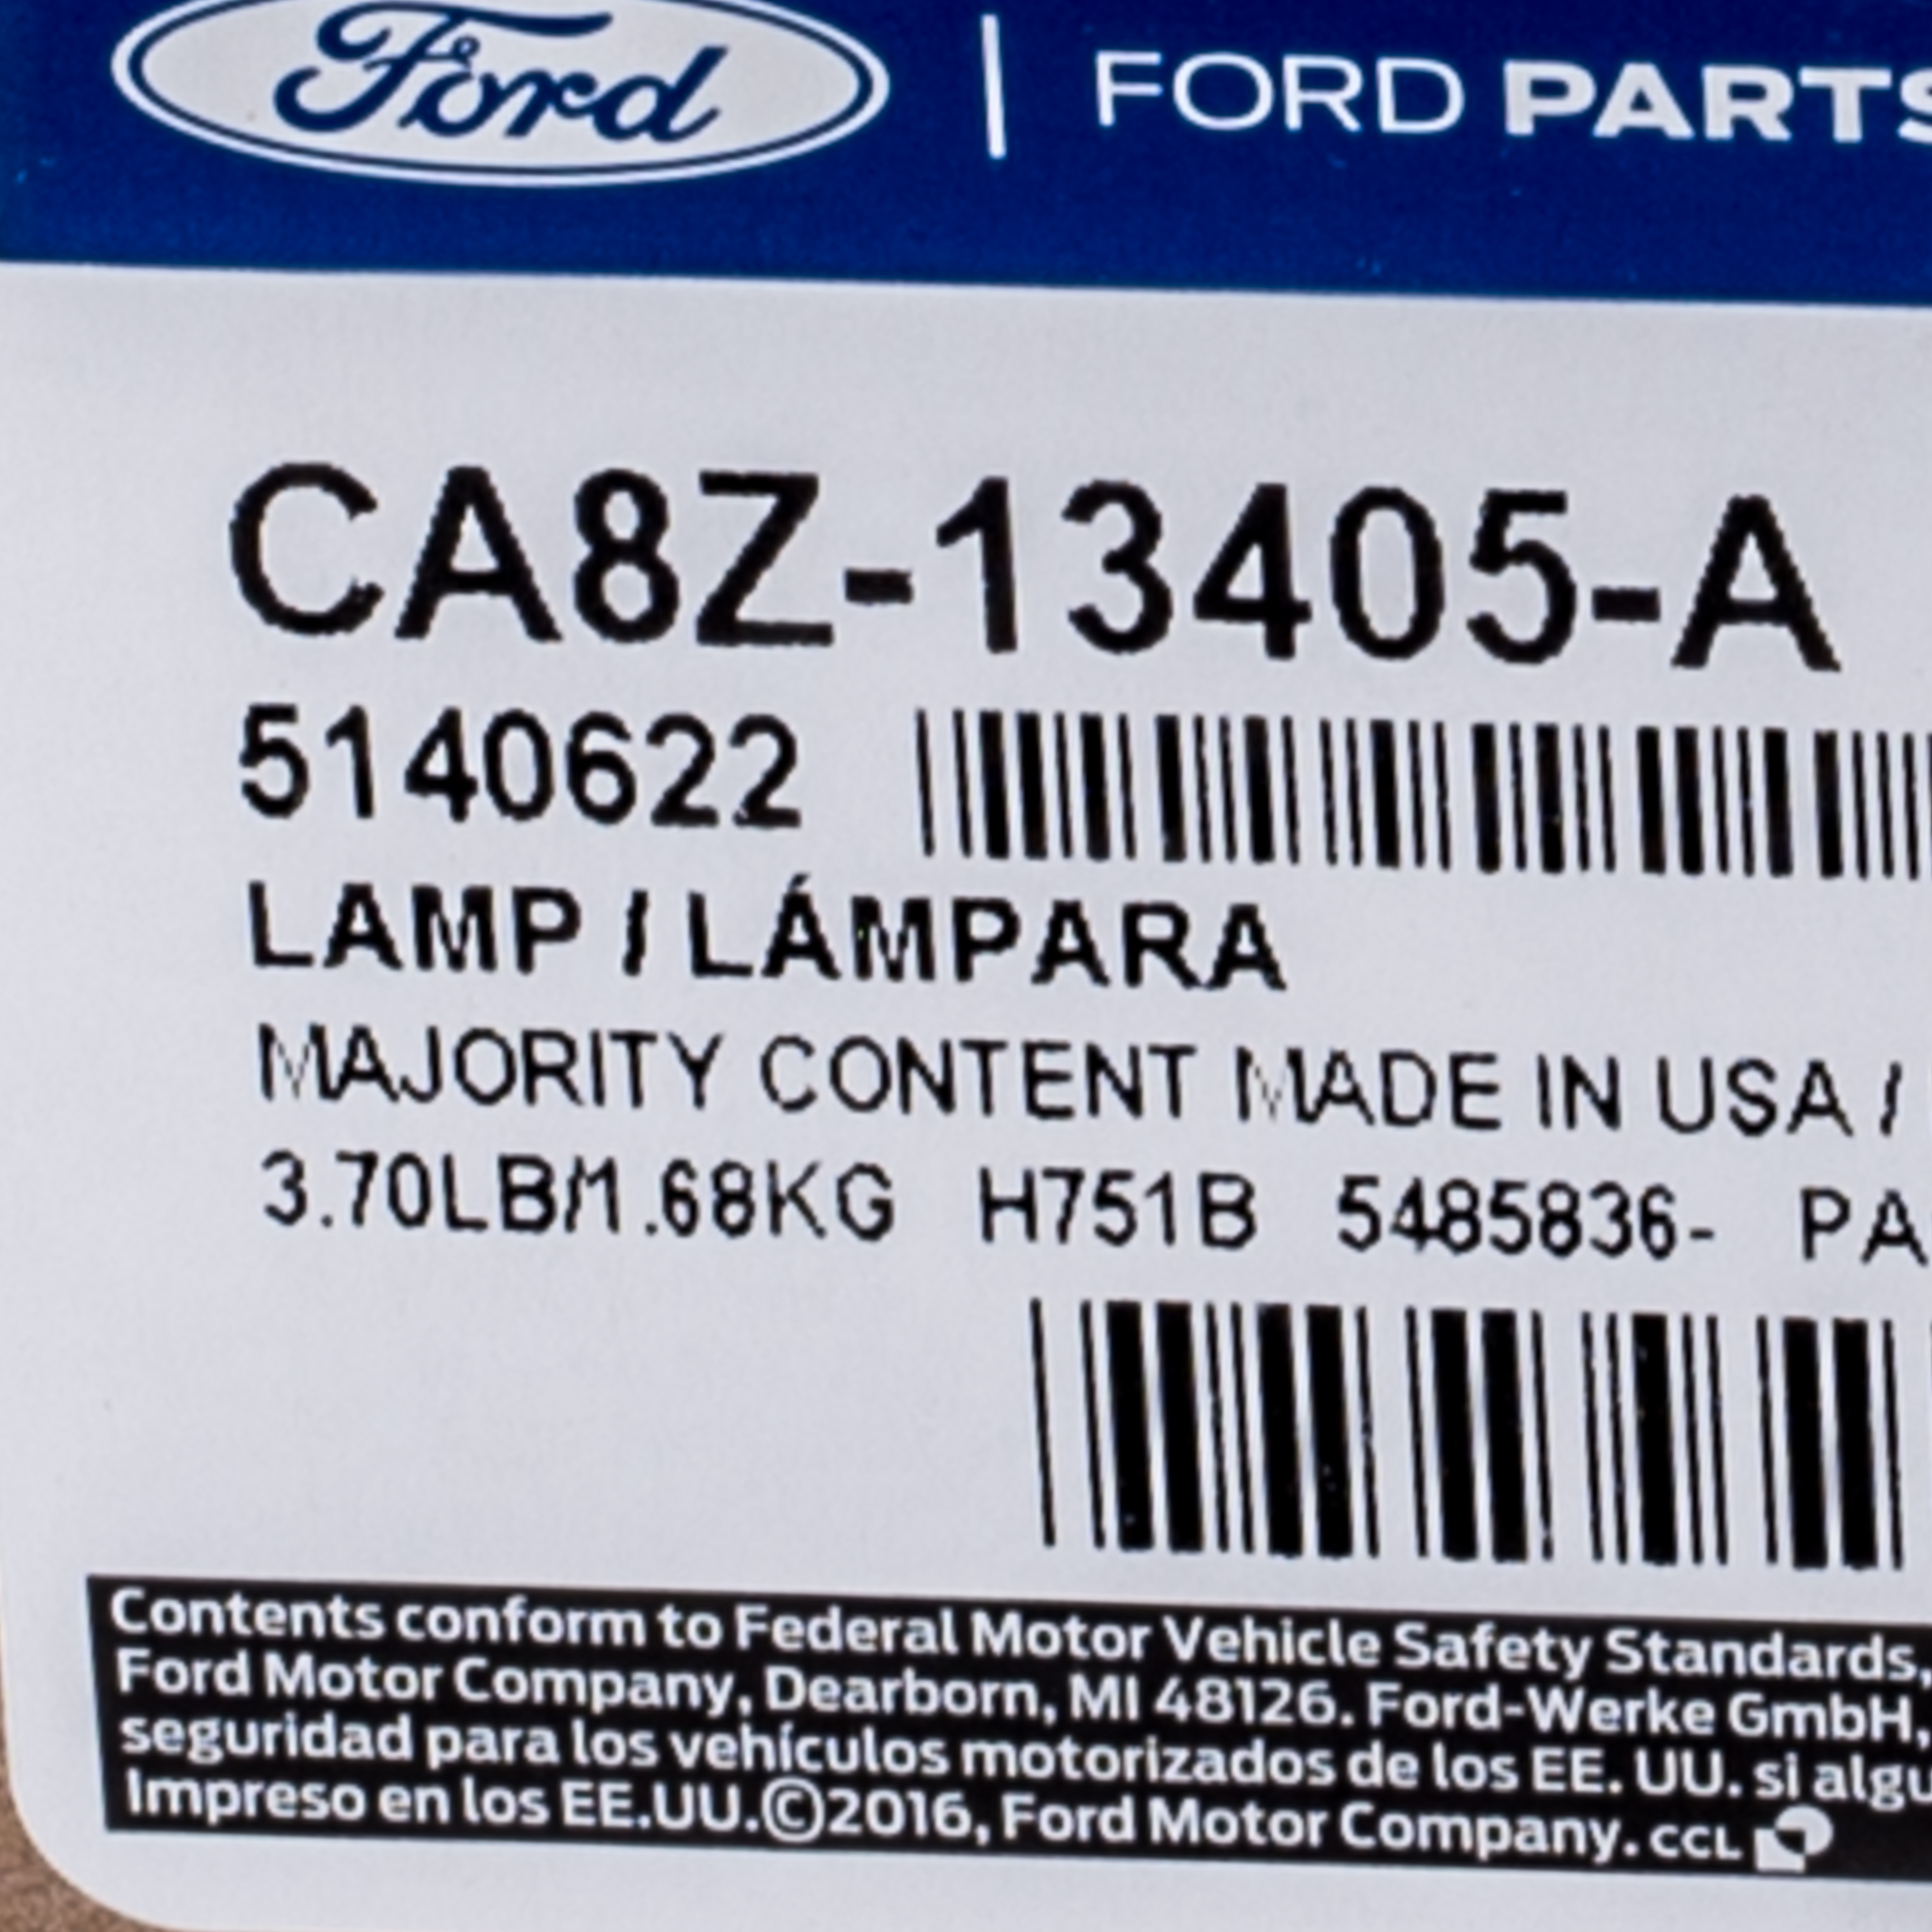 Ford | FORD PARTS
CA8Z-13405-A
5140622
LAMP / LÁMPARA
MAJORITY CONTENT MADE IN USA /
3.70LB/1.68KG H751B 5485836- PA
Contents conform to Federal Motor Vehicle Safety Standards,
Ford Motor Company, Dearborn, MI 48126. Ford-Werke GmbH,
seguridad para los vehículos motorizados de los EE. UU. si algu
Impreso en los EE.UU.©2016, Ford Motor Company. CCL